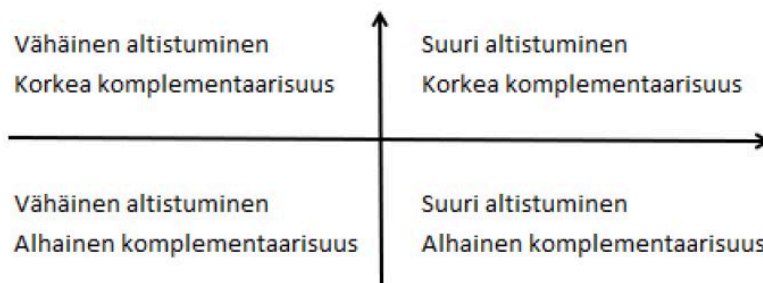 Vähäinen altistuminen
Korkea komplementaarisuus
Suuri altistuminen
Korkea komplementaarisuus
Vähäinen altistuminen
Alhainen komplementaarisuus
Suuri altistuminen
Alhainen komplementaarisuus